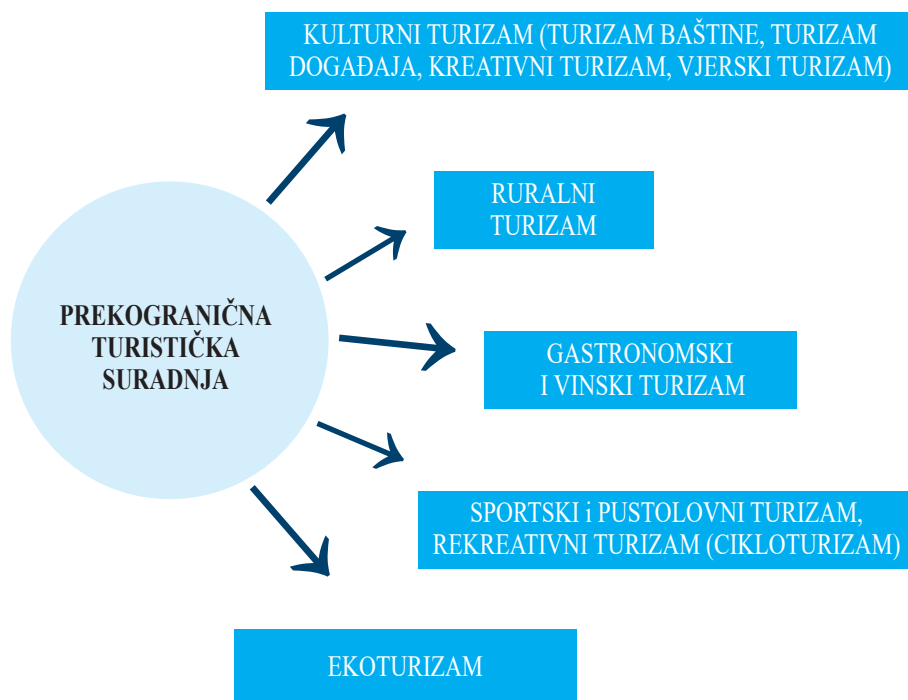 KULTURNI TURIZAM (TURIZAM BAŠTINE, TURIZAM
DOGAĐAJA, KREATIVNI TURIZAM, VJERSKI TURIZAM)
RURALNI
TURIZAM
PREKOGRANIČNA
TURISTIČKA
SURADNJA
GASTRONOMSKI
I VINSKI TURIZAM
SPORTSKI i PUSTOLOVNI TURIZAM,
REKREATIVNI TURIZAM (CIKLOTURIZAM)
EKOTURIZAM